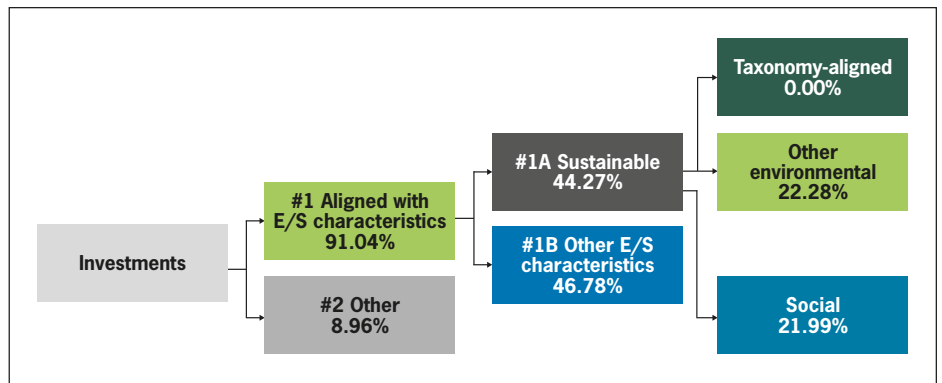 Investments
#1 Aligned with
E/S characteristics
91.04%
#2 Other
8.96%
#1A Sustainable
44.27%
#1B Other E/S
characteristics
46.78%
Taxonomy-aligned
0.00%
Other
environmental
22.28%
Social
21.99%